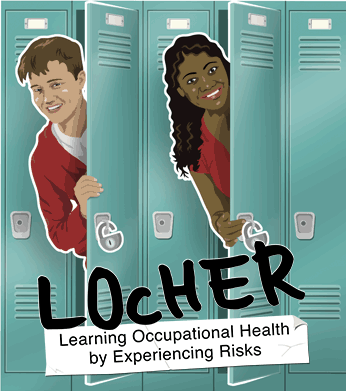 LOcHER
Learning Occupational Health
by Experiencing Risks